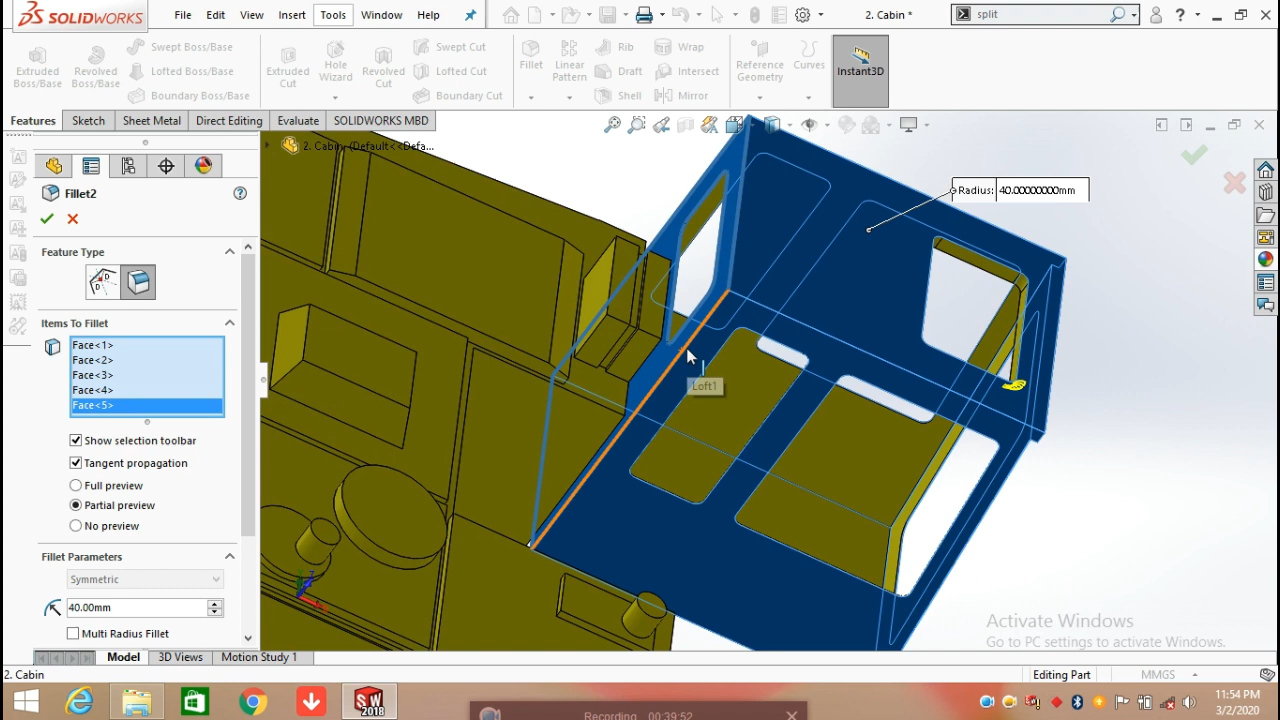 SOLIDWORKS
File Edit View Insert Tools Window Help
2. Cabin *
split
Extruded Boss/Base
Revolved Boss/Base
Swept Boss/Base
Lofted Boss/Base
Boundary Boss/Base
Extruded Cut
Hole Wizard
Revolved Cut
Swept Cut
Lofted Cut
Boundary Cut
Fillet
Linear Pattern
Rib
Draft
Shell
Wrap
Intersect
Mirror
Reference Geometry
Curves
Instant3D
Features Sketch Sheet Metal Direct Editing Evaluate SOLIDWORKS MBD
2. Cabin (Default<<Defa...
Fillet2
Feature Type
Items To Fillet
Face<1>
Face<2>
Face<3>
Face<4>
Face<5>
Show selection toolbar
Tangent propagation
Full preview
Partial preview
No preview
Fillet Parameters
Symmetric
40.00mm
Multi Radius Fillet
Radius: 40.00000000mm
Loft1
Activate Windows
Go to PC settings to activate Windows.
Model 3D Views Motion Study 1
2. Cabin
Editing Part
MMGS
SW 2018
Recording 00:39:52
11:54 PM
3/2/2020